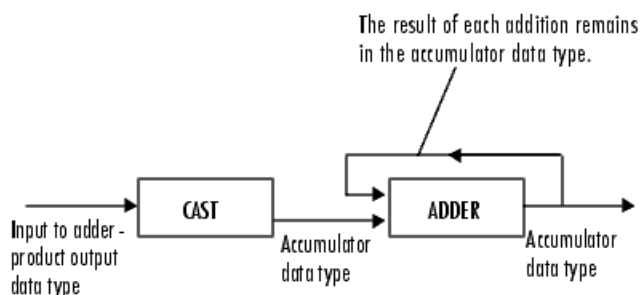 The result of each addition remains
in the accumulator data type.
CAST
ADDER
Input to adder -
product output
data type
Accumulator
data type
Accumulator
data type